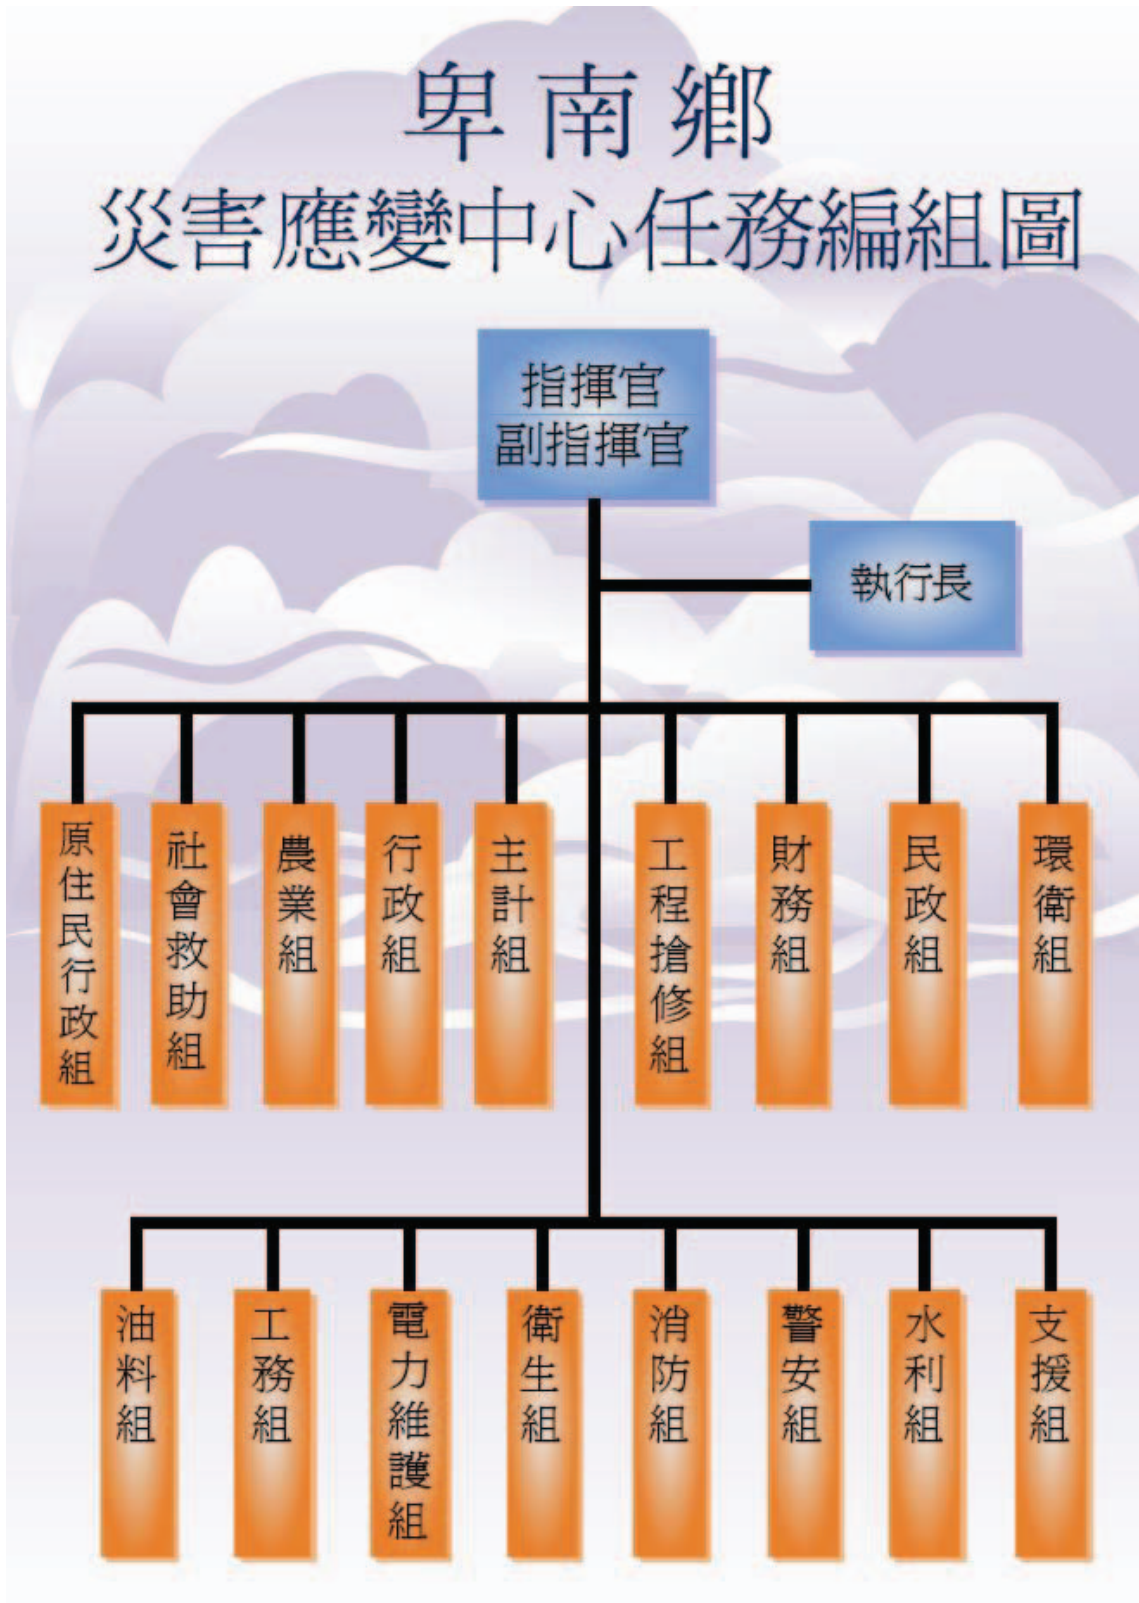 卑南鄉
災害應變中心任務編組圖
指揮官
副指揮官
執行長
原住民行政組
社會救助組
農業組
行政組
主計組
工程搶修組
財務組
民政組
環衛組
油料組
工務組
電力維護組
衛生組
消防組
警安組
水利組
支援組